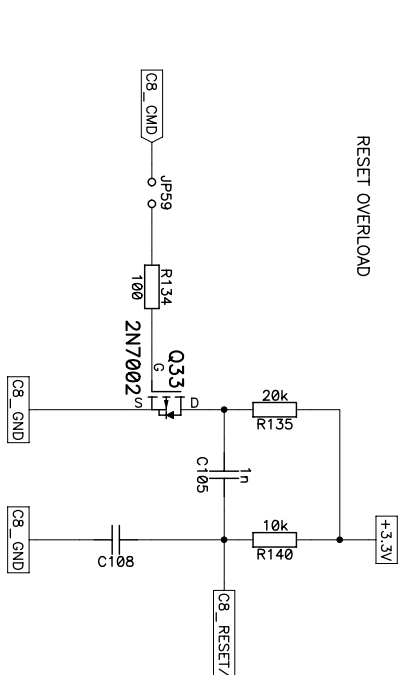 RESET OVERLOAD
C8_CMD
JP59
R134
100
Q33
2N7002
G
S
D
20k
R135
1n
C105
10k
R140
+3.3V
C108
C8_GND
C8_GND
C8_RESET/